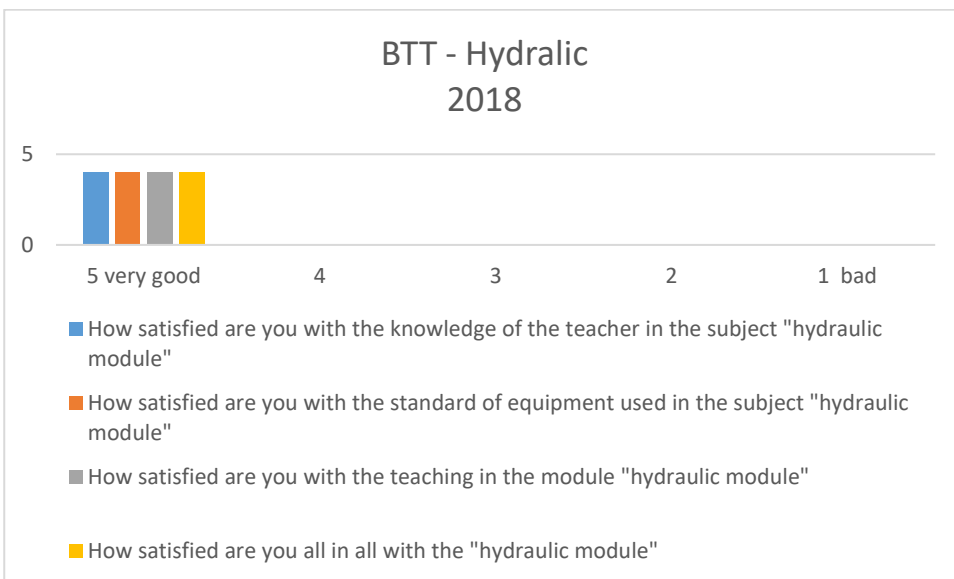 BTT - Hydralic
2018
5
0
5 very good 4 3 2 1 bad
How satisfied are you with the knowledge of the teacher in the subject "hydraulic
module"
How satisfied are you with the standard of equipment used in the subject "hydraulic
module"
How satisfied are you with the teaching in the module "hydraulic module"
How satisfied are you all in all with the "hydraulic module"